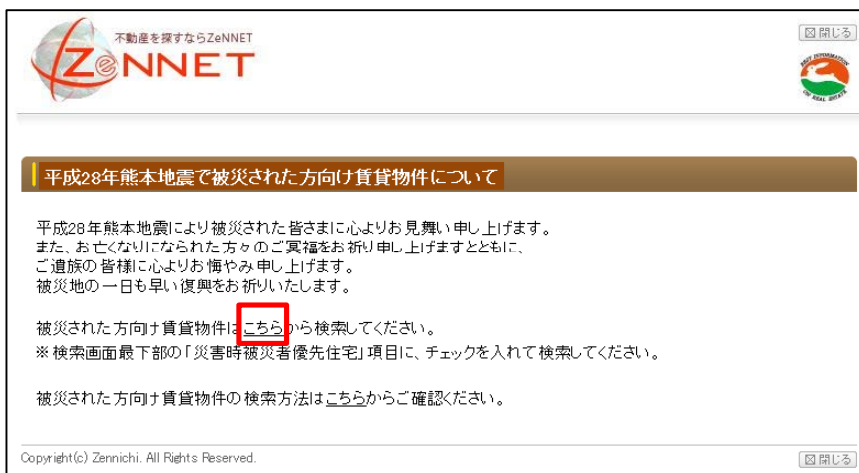 不動産を探すならZeNNET
ZeNNET
閉じる
BEST INFORMATION
OF REAL ESTATE
平成28年熊本地震で被災された方向け賃貸物件について
平成28年熊本地震により被災された皆さまに心よりお見舞い申し上げます。
また、お亡くなりになられた方々のご冥福をお祈り申し上げますとともに、
ご遺族の皆様に心よりお悔やみ申し上げます。
被災地の一日も早い復興をお祈りいたします。
被災された方向け賃貸物件はこちらから検索してください。
※検索画面最下部の「災害時被災者優先住宅」項目に、チェックを入れて検索してください。
被災された方向け賃貸物件の検索方法はこちらからご確認ください。
Copyright(c) Zennichi. All Rights Reserved.
閉じる